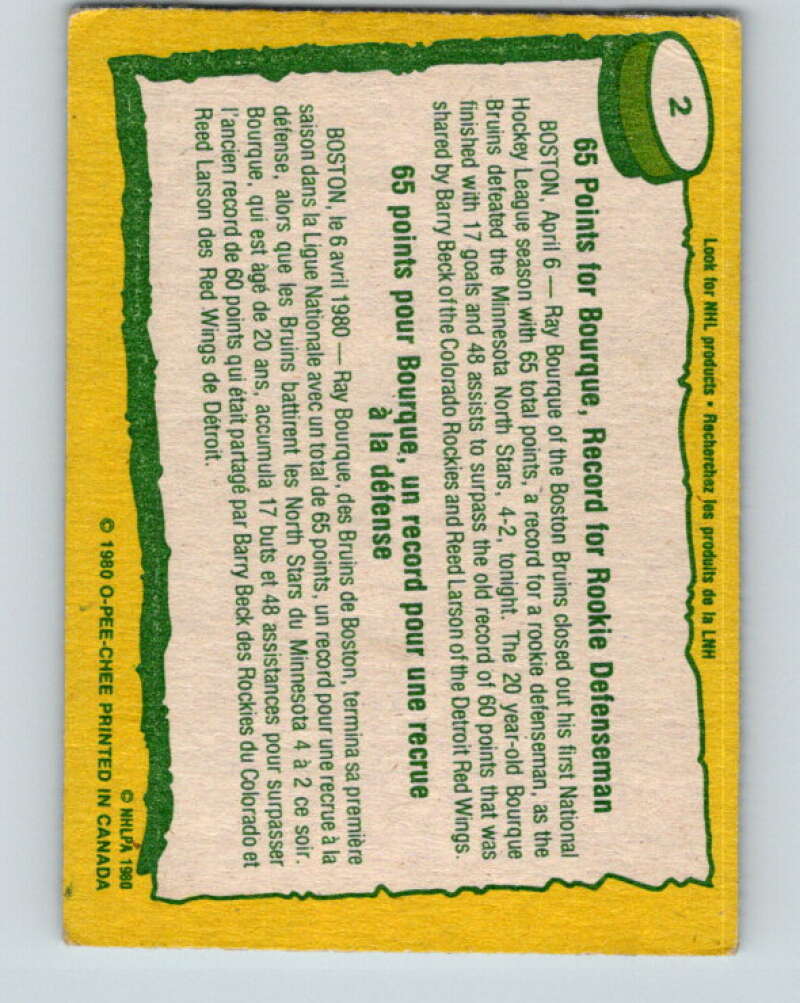 2
Look for NHL products • Recherchez les produits de la LNH
65 Points for Bourque, Record for Rookie Defenseman
BOSTON, April 6 — Ray Bourque of the Boston Bruins closed out his first National
Hockey League season with 65 total points, a record for a rookie defenseman, as the
Bruins defeated the Minnesota North Stars, 4-2, tonight. The 20 year-old Bourque
finished with 17 goals and 48 assists to surpass the old record of 60 points that was
shared by Barry Beck of the Colorado Rockies and Reed Larson of the Detroit Red Wings.
65 points pour Bourque, un record pour une recrue
à la défense
BOSTON, le 6 avril 1980 — Ray Bourque, des Bruins de Boston, termina sa première
saison dans la Ligue Nationale avec un total de 65 points, un record pour une recrue à la
défense, alors que les Bruins battirent les North Stars du Minnesota 4 à 2 ce soir.
Bourque, qui est âgé de 20 ans, accumula 17 buts et 48 assistances pour surpasser
l'ancien record de 60 points qui était partagé par Barry Beck des Rockies du Colorado et
Reed Larson des Red Wings de Détroit.
© NHLPA 1980
© 1980 O-PEE-CHEE PRINTED IN CANADA